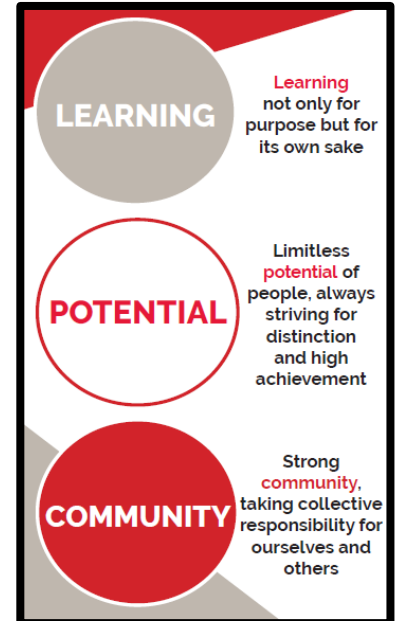 LEARNING
Learning
not only for
purpose but for
its own sake
POTENTIAL
Limitless
potential of
people, always
striving for
distinction
and high
achievement
COMMUNITY
Strong
community,
taking collective
responsibility for
ourselves and
others